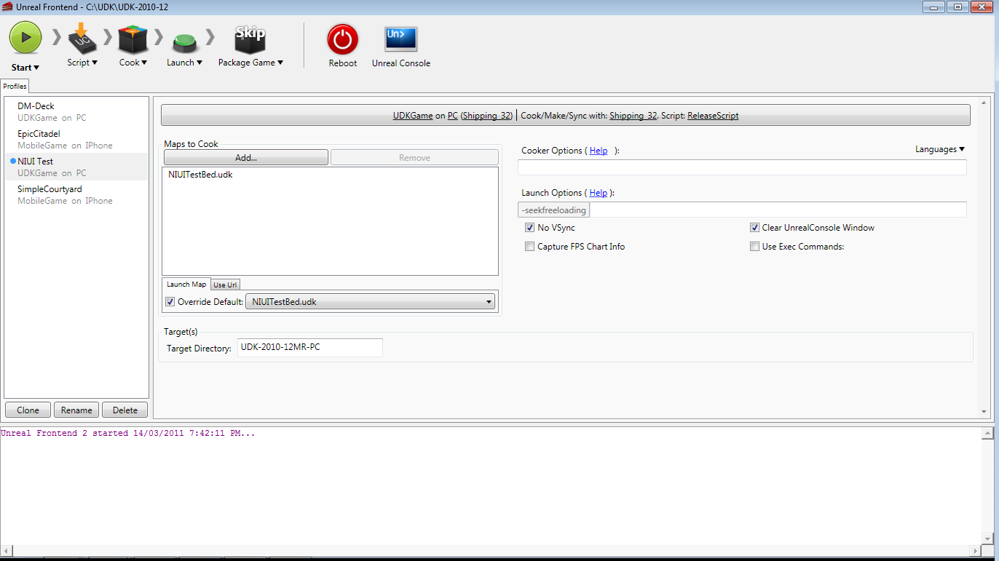 Unreal Frontend - C:\UDK\UDK-2010-12
Skip
UC
Un>
Start
Script
Cook
Launch
Package Game
Reboot
Unreal Console
Profiles
DM-Deck
UDKGame on PC
EpicCitadel
MobileGame on IPhone
NIUI Test
UDKGame on PC
SimpleCourtyard
MobileGame on IPhone
Clone Rename Delete
UDKGame on PC (Shipping_32) | Cook/Make/Sync with: Shipping_32. Script: ReleaseScript
Maps to Cook
Add... Remove
NIUITestBed.udk
Launch Map Use Url
Override Default: NIUITestBed.udk
Cooker Options ( Help ): Languages
Launch Options ( Help ):
-seekfreeloading
No VSync Clear UnrealConsole Window
Capture FPS Chart Info Use Exec Commands:
Target(s)
Target Directory: UDK-2010-12MR-PC
Unreal Frontend 2 started 14/03/2011 7:42:11 PM...